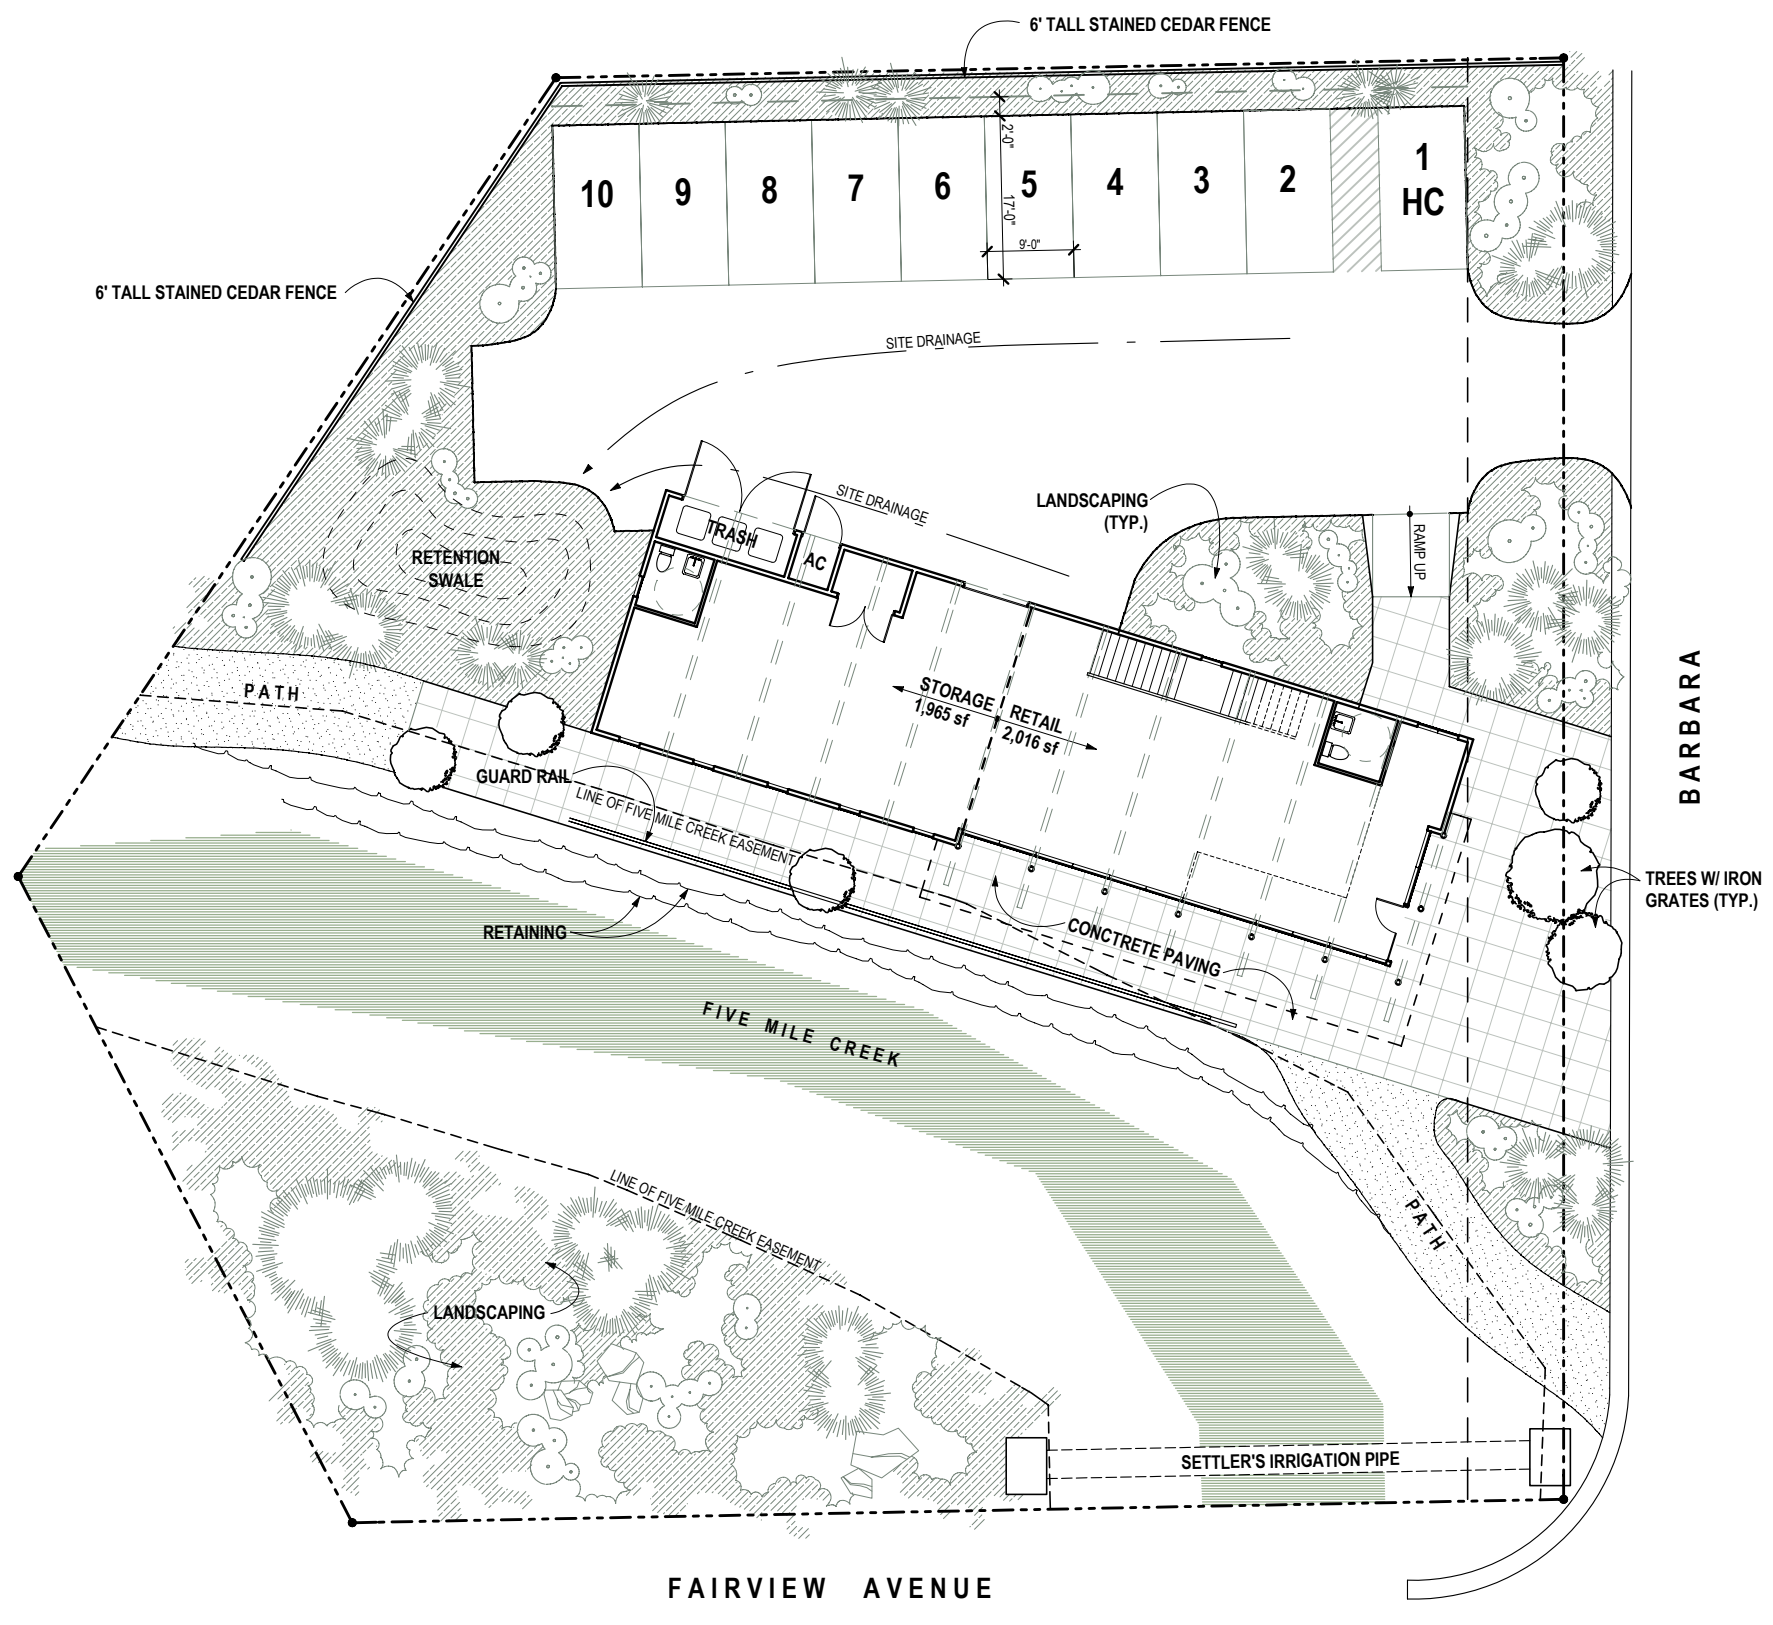 6' TALL STAINED CEDAR FENCE
2'-0"
10
9
8
7
6
5
4
3
2
1
HC
17'-0"
9'-0"
6' TALL STAINED CEDAR FENCE
SITE DRAINAGE
SITE DRAINAGE
LANDSCAPING
(TYP.)
TRASH
AC
RAMP UP
RETENTION
SWALE
PATH
STORAGE
1,965 sf
RETAIL
2,016 sf
BARBARA
GUARD RAIL
LINE OF FIVE MILE CREEK EASEMENT
TREES W/ IRON
GRATES (TYP.)
RETAINING
CONCTRETE PAVING
FIVE MILE CREEK
LINE OF FIVE MILE CREEK EASEMENT
PATH
LANDSCAPING
SETTLER'S IRRIGATION PIPE
FAIRVIEW AVENUE